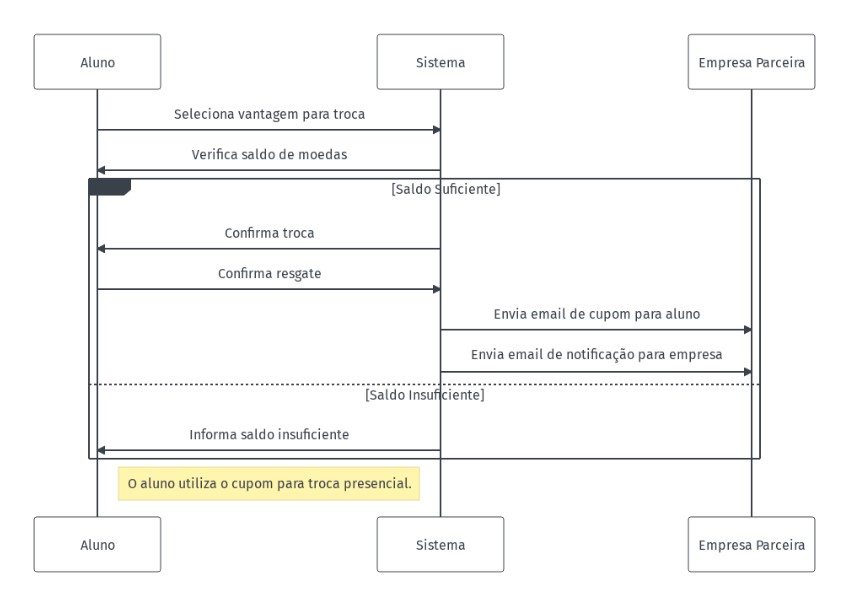 Aluno
Sistema
Empresa Parceira
Seleciona vantagem para troca
Verifica saldo de moedas
[Saldo Suficiente]
Confirma troca
Confirma resgate
Envia email de cupom para aluno
Envia email de notificação para empresa
[Saldo Insuficiente]
Informa saldo insuficiente
O aluno utiliza o cupom para troca presencial.
Aluno
Sistema
Empresa Parceira